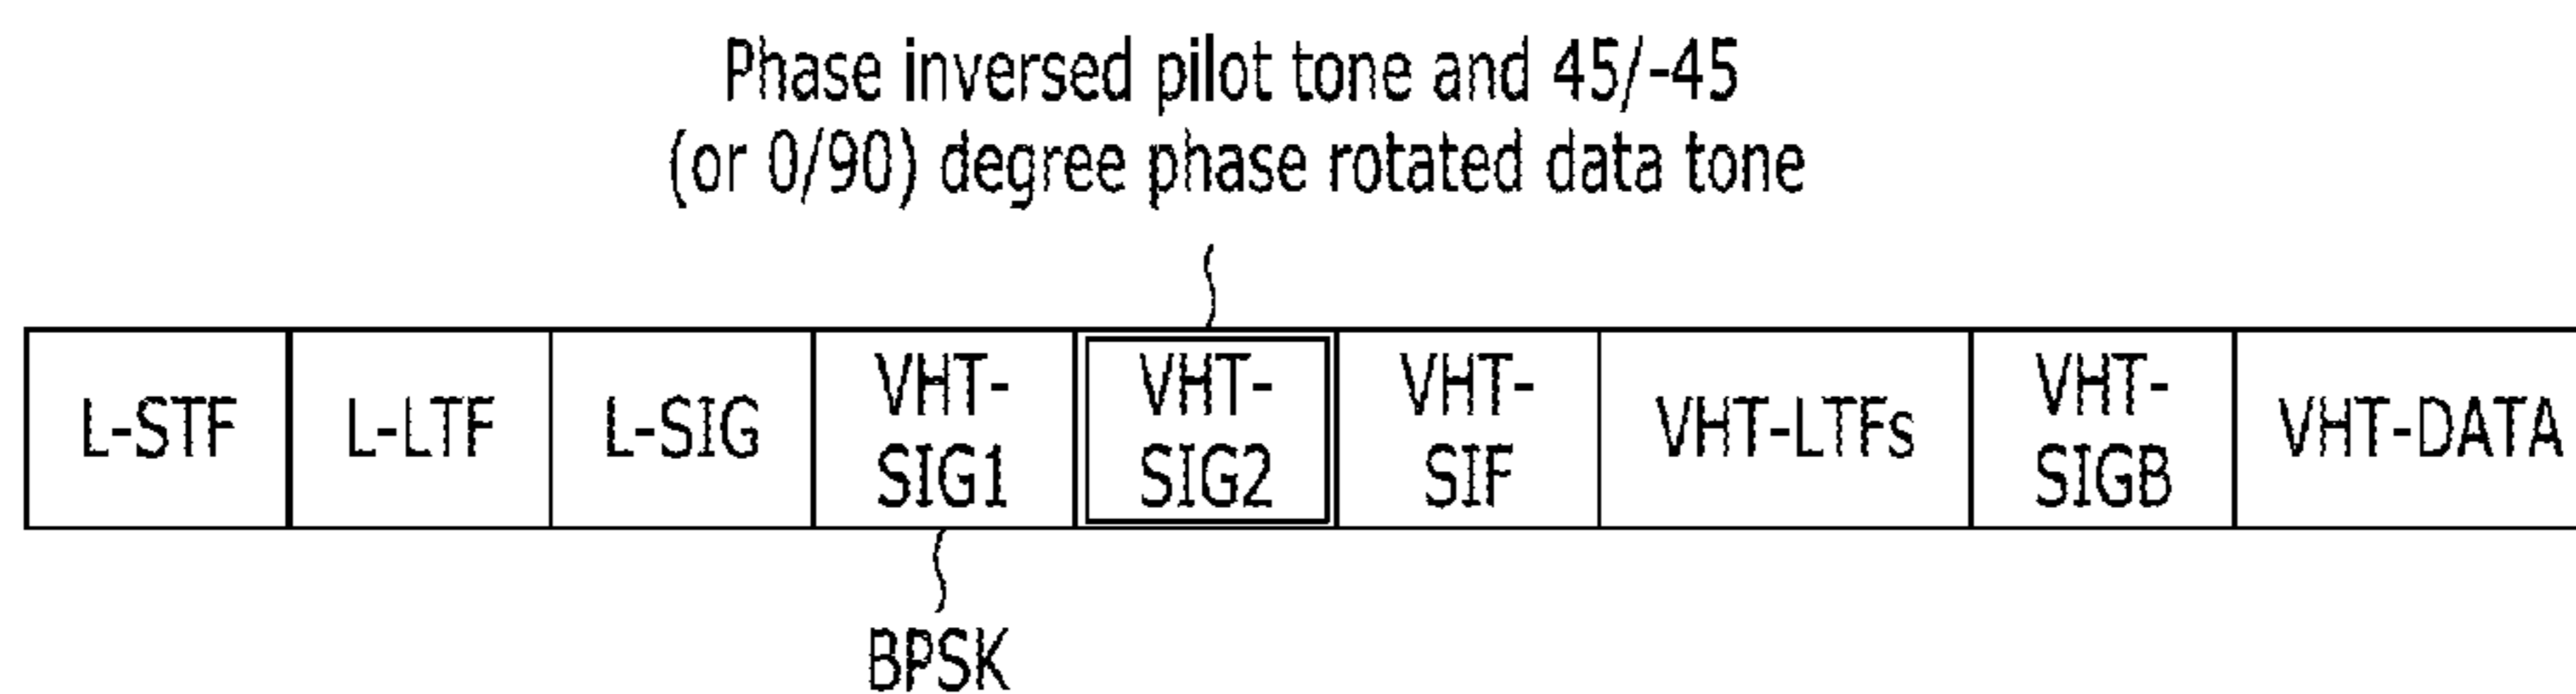 Phase inversed pilot tone and 45/-45
(or 0/90) degree phase rotated data tone
L-STF L-LTF L-SIG VHT-SIG1 VHT-SIG2 VHT-SIF VHT-LTFs VHT-SIGB VHT-DATA
BPSK